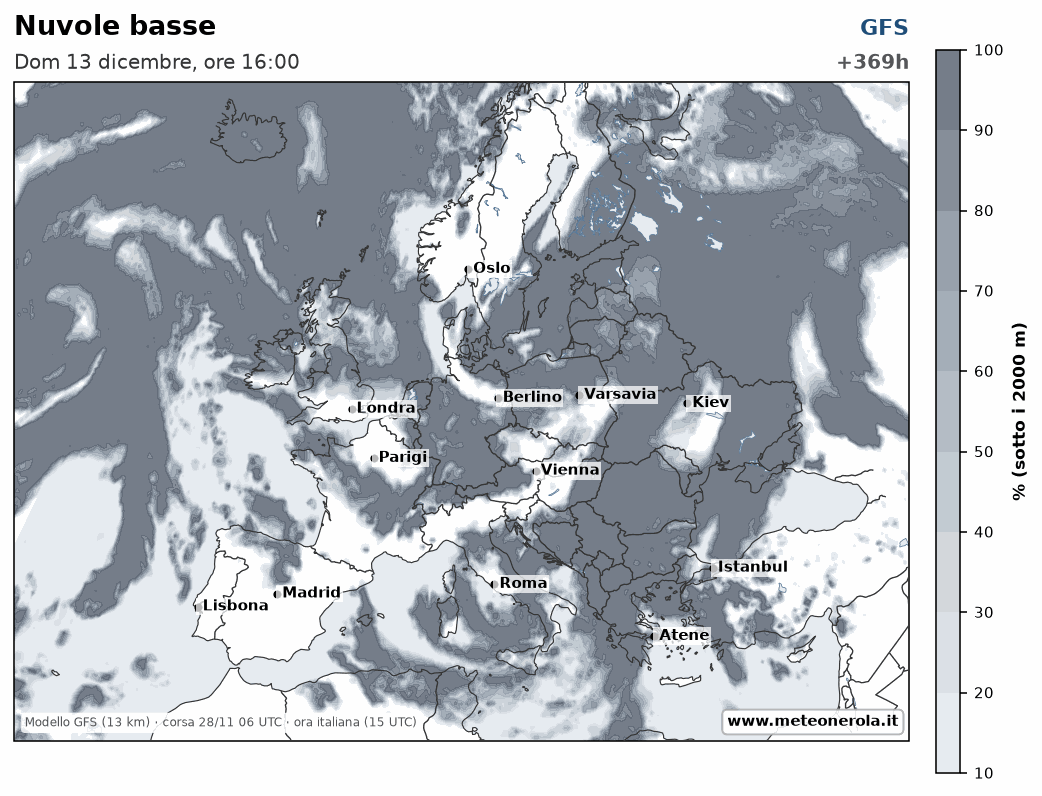 Nuvole basse
GFS
Dom 13 dicembre, ore 16:00
+369h
100
90
80
70
60
50
40
30
20
10
% (sotto i 2000 m)
Oslo
Berlino
Varsavia
Kiev
Londra
Parigi
Vienna
Istanbul
Roma
Madrid
Lisbona
Atene
Modello GFS (13 km) · corsa 28/11 06 UTC · ora italiana (15 UTC)
www.meteonerola.it